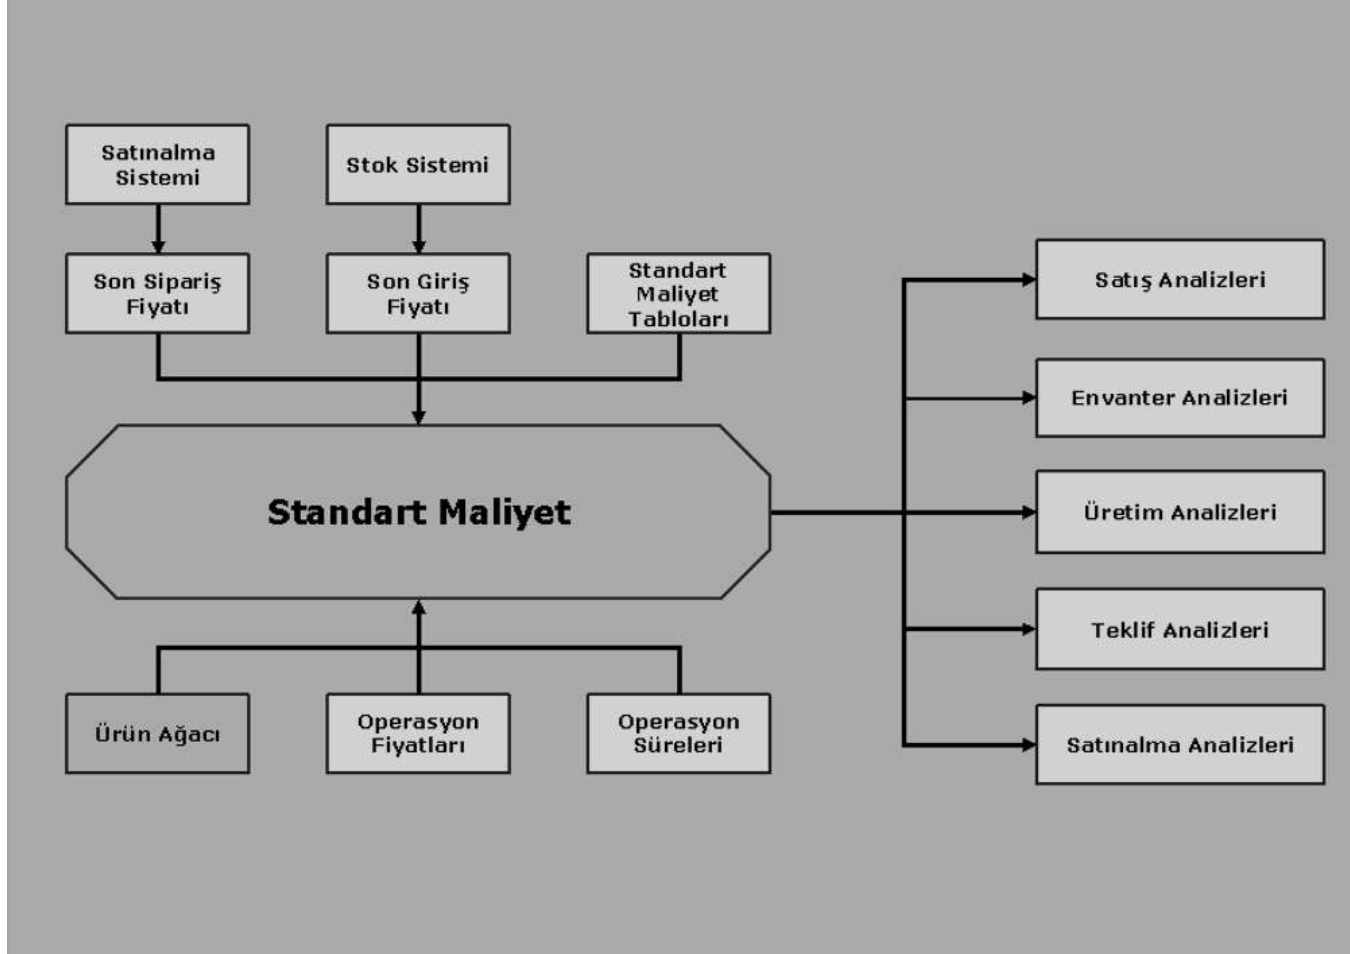 Satınalma
Sistemi
Stok Sistemi
Son Sipariş
Fiyatı
Son Giriş
Fiyatı
Standart
Maliyet
Tabloları
Standart Maliyet
Ürün Ağacı
Operasyon
Fiyatları
Operasyon
Süreleri
Satış Analizleri
Envanter Analizleri
Üretim Analizleri
Teklif Analizleri
Satınalma Analizleri